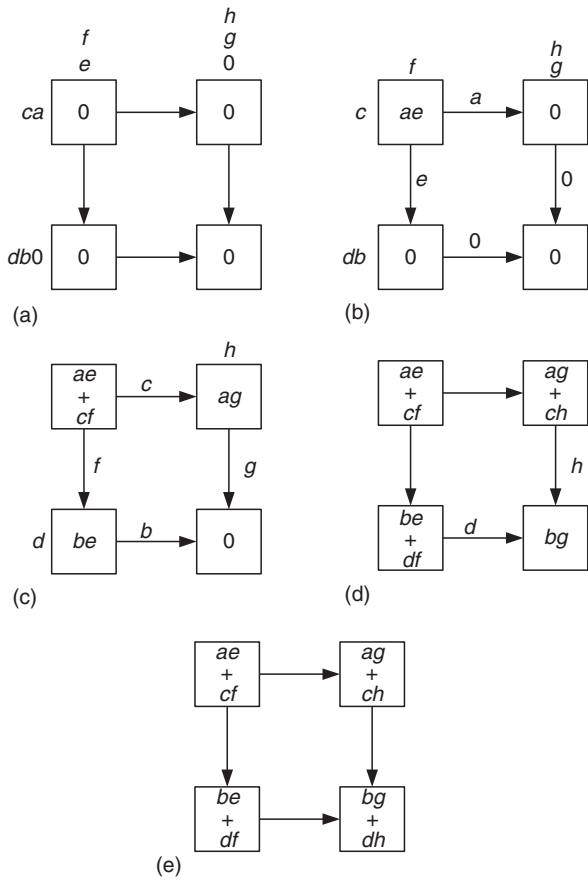 f
h
e
g
0
ca
0
0
db0
0
0
(a)
f
h
g
c
ae
a
0
e
0
db
0
0
0
(b)
h
ae
+
cf
c
ag
f
g
d
be
b
0
(c)
ae
+
cf
ag
+
ch
h
be
+
df
d
bg
(d)
ae
+
cf
ag
+
ch
be
+
df
bg
+
dh
(e)